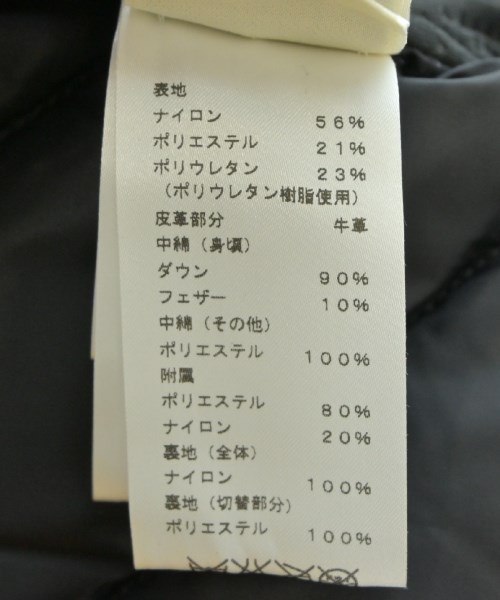 表地
ナイロン 56%
ポリエステル 21%
ポリウレタン 23%
(ポリウレタン樹脂使用)
皮革部分 牛革
中綿(身頃)
ダウン 90%
フェザー 10%
中綿(その他)
ポリエステル 100%
附属
ポリエステル 80%
ナイロン 20%
裏地(全体)
ナイロン 100%
裏地(切替部分)
ポリエステル 100%